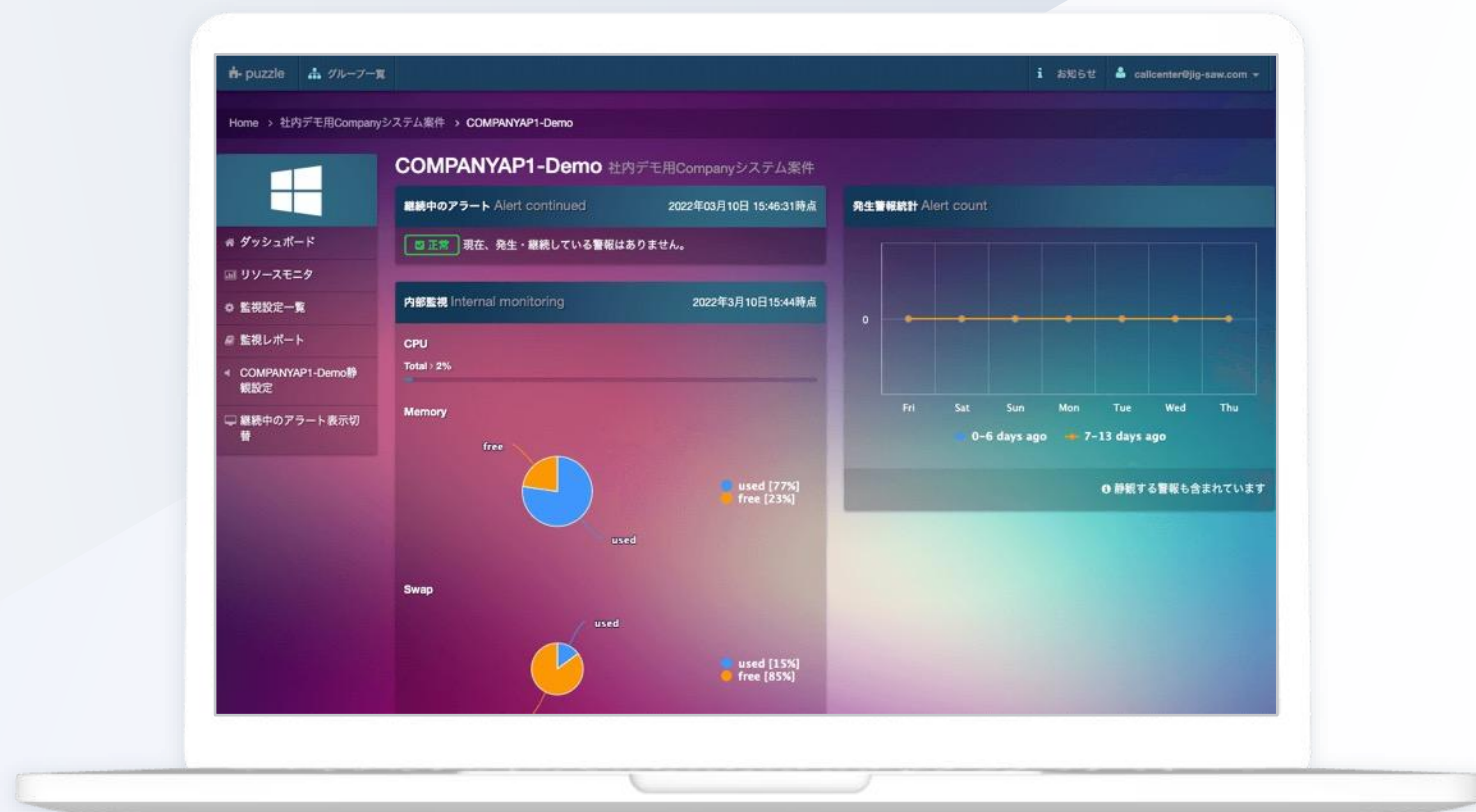 puzzle グループ一覧 お知らせ callcenter@jig-saw.com
Home > 社内デモ用Companyシステム案件 > COMPANYAP1-Demo
ダッシュボード
リソースモニタ
監視設定一覧
監視レポート
COMPANYAP1-Demo静
観設定
継続中のアラート表示切
替
COMPANYAP1-Demo 社内デモ用Companyシステム案件
継続中のアラート Alert continued 2022年03月10日 15:46:31時点
正常 現在、発生・継続している警報はありません。
内部監視 Internal monitoring 2022年3月10日15:44時点
CPU
Total : 2%
Memory
free
used
used [77%]
free [23%]
Swap
used
used [15%]
free [85%]
発生警報統計 Alert count
0
Fri Sat Sun Mon Tue Wed Thu
0-6 days ago 7-13 days ago
静観する警報も含まれています